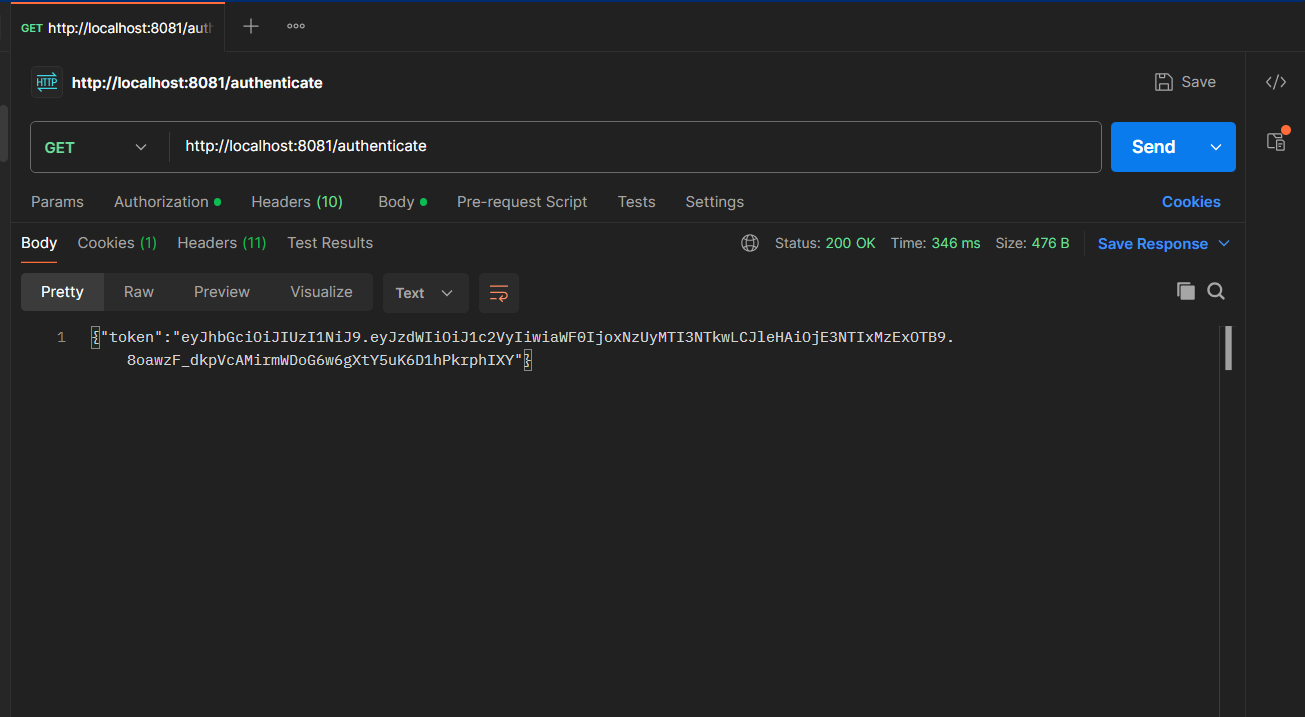 GET http://localhost:8081/auth
HTTP http://localhost:8081/authenticate Save
GET http://localhost:8081/authenticate Send
Params Authorization Headers (10) Body Pre-request Script Tests Settings Cookies
Body Cookies (1) Headers (11) Test Results Status: 200 OK Time: 346 ms Size: 476 B Save Response
Pretty Raw Preview Visualize Text
1 {"token":"eyJhbGciOiJIUzI1NiJ9.eyJzdWIiOiJ1c2VyIiwiaWF0IjoxNzUyMTI3NTkwLCJleHAiOjE3NTIxMzExOTB9.
8oawzF_dkpVcAMirmWDoG6w6gXtY5uK6D1hPkrphIXY"}